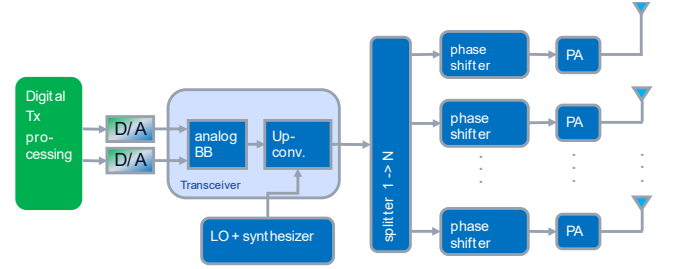 Digital
Tx
pro-
cessing
D/A
D/A
analog
BB
Up-
conv.
Transceiver
LO + synthesizer
splitter 1 -> N
phase
shifter
PA
phase
shifter
PA
phase
shifter
PA